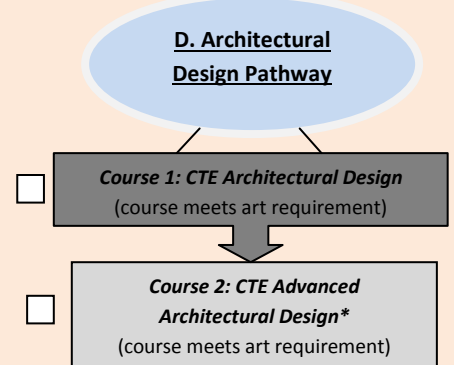 D. Architectural
Design Pathway
Course 1: CTE Architectural Design
(course meets art requirement)
Course 2: CTE Advanced
Architectural Design*
(course meets art requirement)